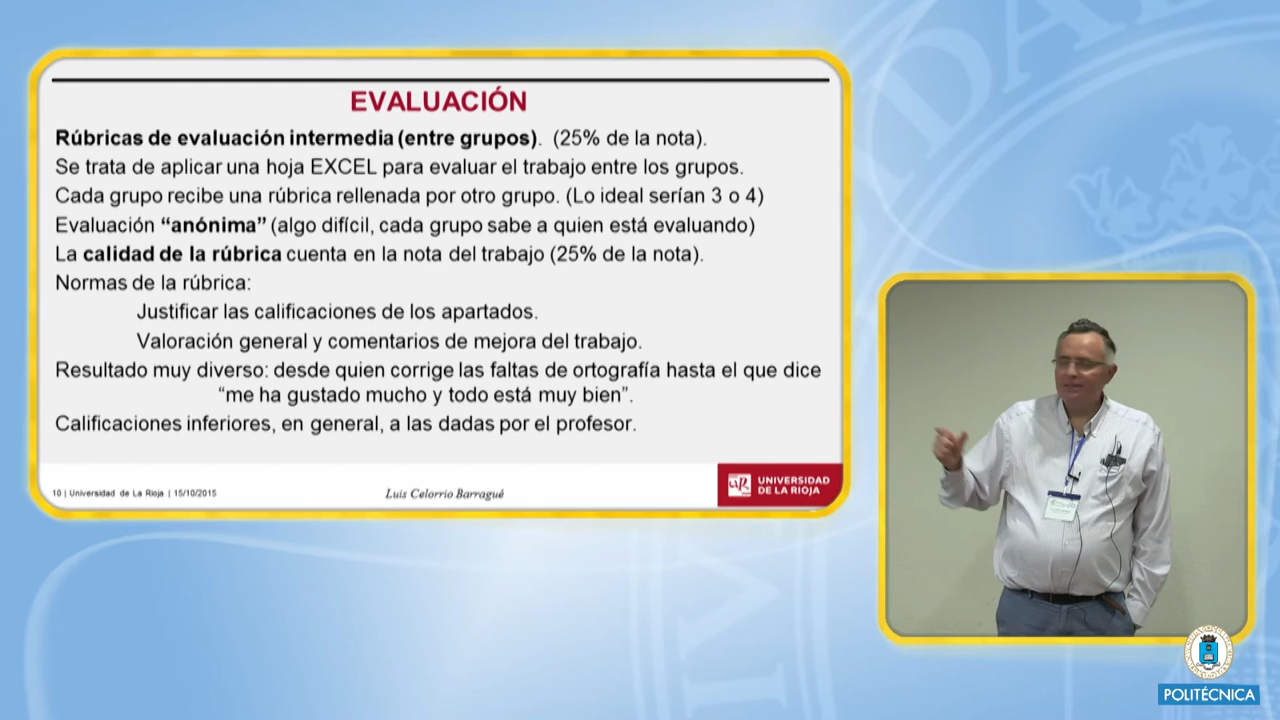 EVALUACIÓN
Rúbricas de evaluación intermedia (entre grupos). (25% de la nota).
Se trata de aplicar una hoja EXCEL para evaluar el trabajo entre los grupos.
Cada grupo recibe una rúbrica rellenada por otro grupo. (Lo ideal serían 3 o 4)
Evaluación “anónima” (algo difícil, cada grupo sabe a quien está evaluando)
La calidad de la rúbrica cuenta en la nota del trabajo (25% de la nota).
Normas de la rúbrica:
Justificar las calificaciones de los apartados.
Valoración general y comentarios de mejora del trabajo.
Resultado muy diverso: desde quien corrige las faltas de ortografía hasta el que dice
“me ha gustado mucho y todo está muy bien”.
Calificaciones inferiores, en general, a las dadas por el profesor.
10 | Universidad de La Rioja | 15/10/2015
Luis Celorrio Barragué
UNIVERSIDAD
DE LA RIOJA
POLITÉCNICA